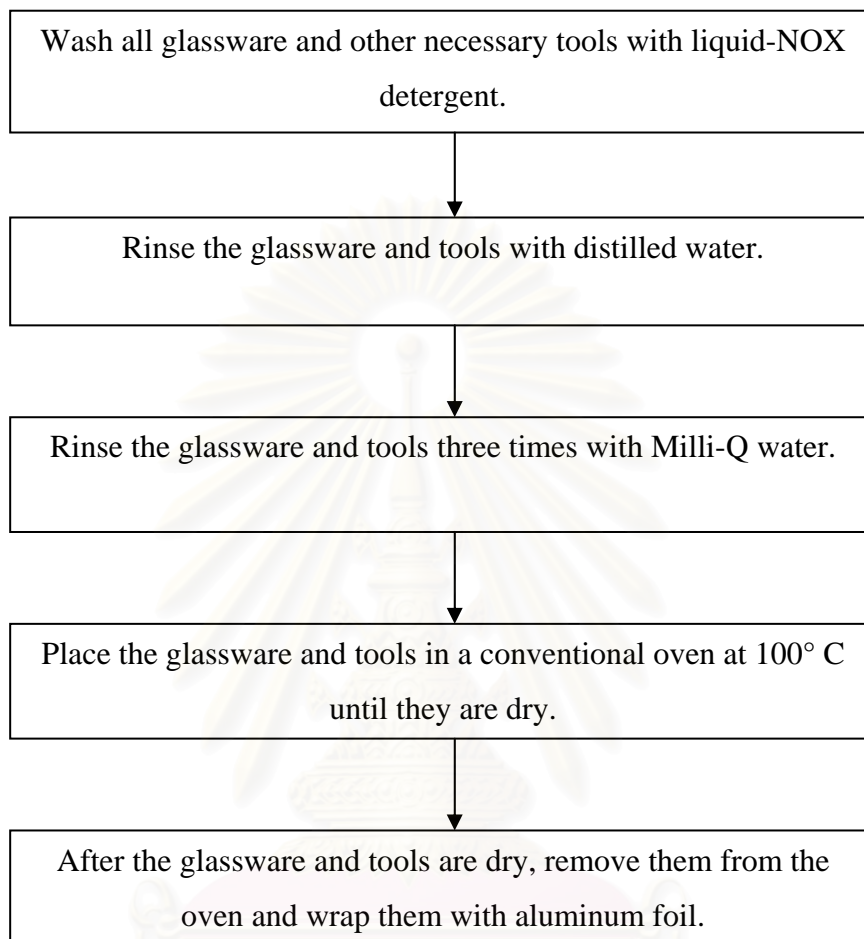 Wash all glassware and other necessary tools with liquid-NOX
detergent.
Rinse the glassware and tools with distilled water.
Rinse the glassware and tools three times with Milli-Q water.
Place the glassware and tools in a conventional oven at 100° C
until they are dry.
After the glassware and tools are dry, remove them from the
oven and wrap them with aluminum foil.